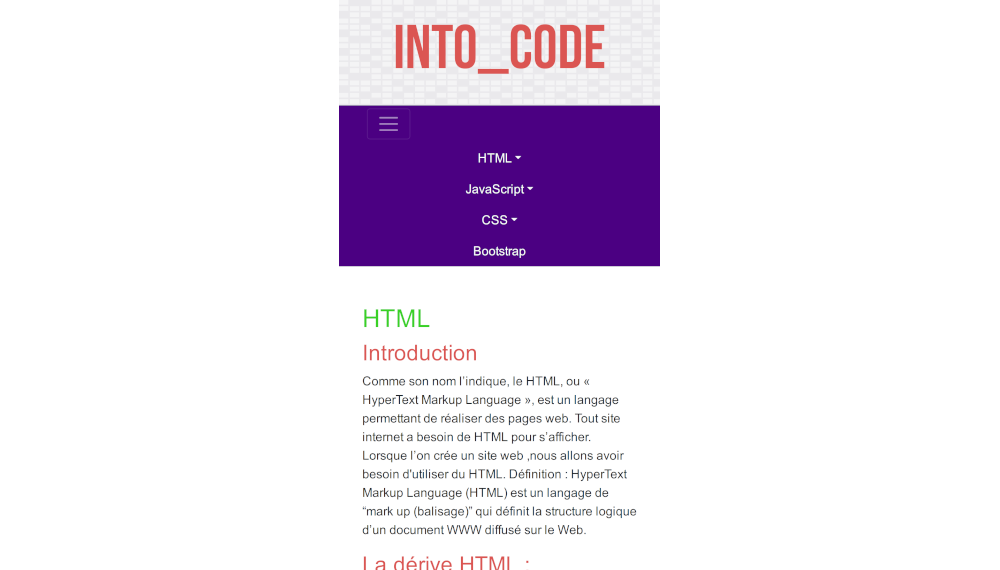 INTO_CODE
HTML
JavaScript
CSS
Bootstrap
HTML
Introduction
Comme son nom l’indique, le HTML, ou «
HyperText Markup Language », est un langage
permettant de réaliser des pages web. Tout site
internet a besoin de HTML pour s’afficher.
Lorsque l’on crée un site web ,nous allons avoir
besoin d'utiliser du HTML. Définition : HyperText
Markup Language (HTML) est un langage de
“mark up (balisage)” qui définit la structure logique
d’un document WWW diffusé sur le Web.
La dérive HTML :